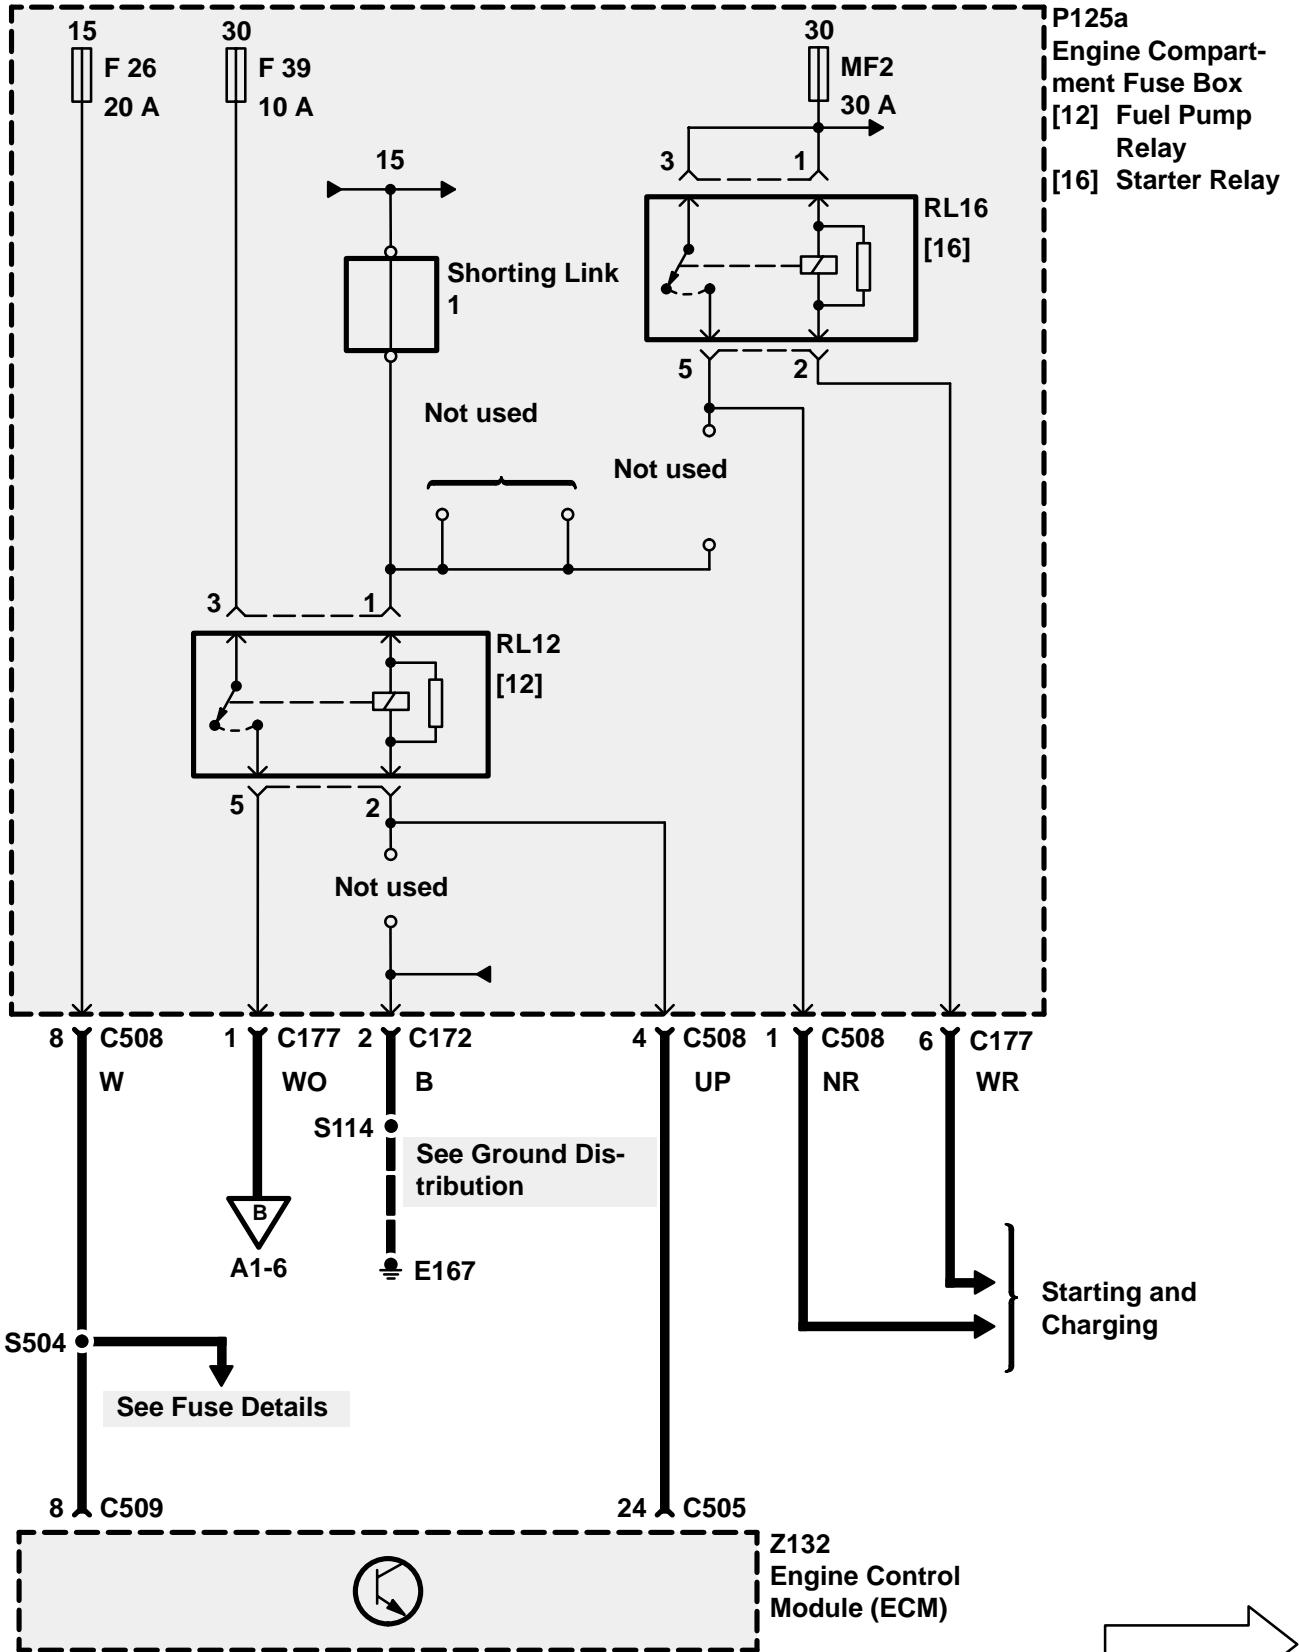 15
30
30
P125a
Engine Compart-
ment Fuse Box
[12] Fuel Pump
Relay
[16] Starter Relay
F 26
20 A
F 39
10 A
MF2
30 A
15
3
1
RL16
[16]
Shorting Link
1
5
2
Not used
Not used
3
1
RL12
[12]
5
2
Not used
8 C508
W
1 C177
WO
2 C172
B
4 C508
UP
1 C508
NR
6 C177
WR
S114
See Ground Dis-
tribution
B
A1-6
E167
Starting and
Charging
S504
See Fuse Details
8 C509
24 C505
Z132
Engine Control
Module (ECM)